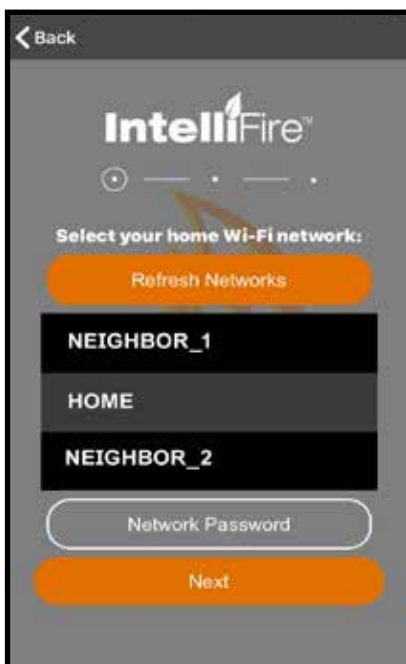 Back
IntelliFire™
Select your home Wi-Fi network:
Refresh Networks
NEIGHBOR_1
HOME
NEIGHBOR_2
Network Password
Next